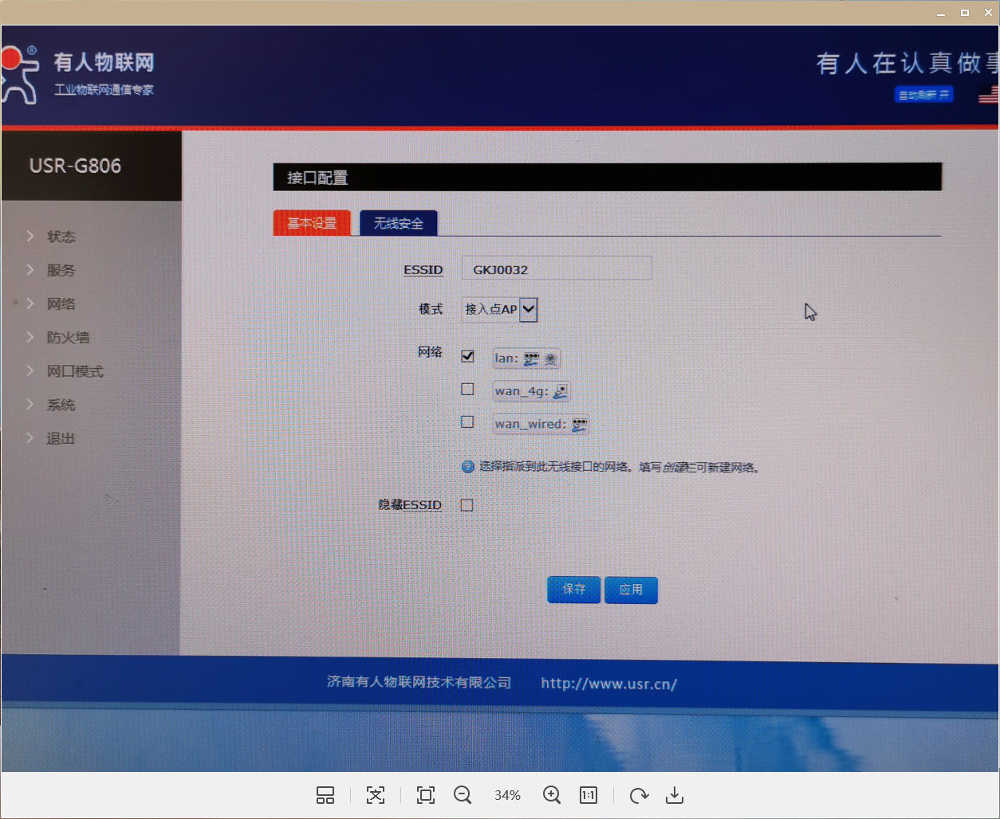 有人物联网
®
工业物联网通信专家
有人在认真做事
自动刷新 开
USR-G806
状态
服务
网络
防火墙
网口模式
系统
退出
接口配置
基本设置 无线安全
ESSID GKJ0032
模式 接入点AP
网络 lan:
wan_4g:
wan_wired:
选择指派到此无线接口的网络。填写创建栏可新建网络。
隐藏ESSID
保存 应用
济南有人物联网技术有限公司 http://www.usr.cn/
34%
1:1